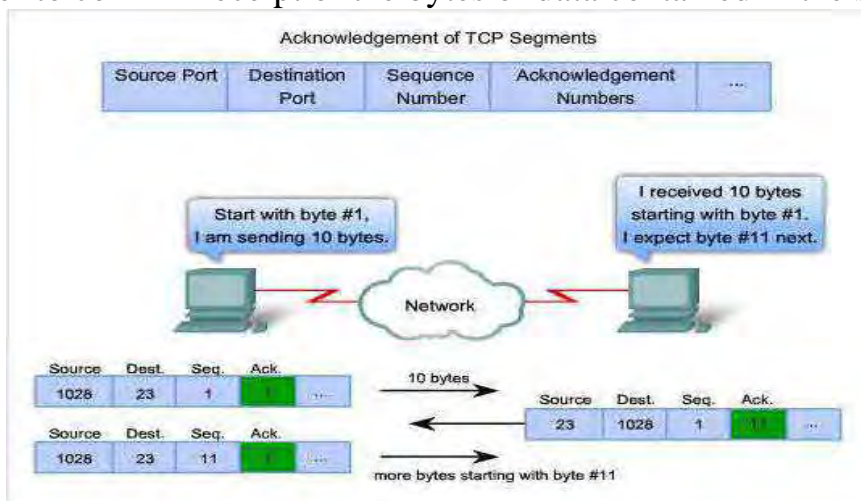 Acknowledgement of TCP Segments
Source Port Destination Port Sequence Number Acknowledgement Numbers ...
Start with byte #1,
I am sending 10 bytes.
I received 10 bytes
starting with byte #1.
I expect byte #11 next.
Network
Source Dest. Seq. Ack.
1028 23 1 1 ...
10 bytes
Source Dest. Seq. Ack.
23 1028 1 11 ...
Source Dest. Seq. Ack.
1028 23 11 1 ...
more bytes starting with byte #11